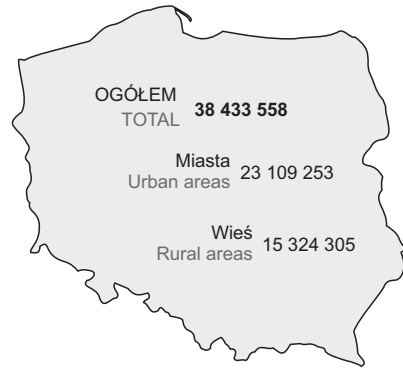 OGÓŁEM 38 433 558
TOTAL
Miasta 23 109 253
Urban areas
Wieś 15 324 305
Rural areas